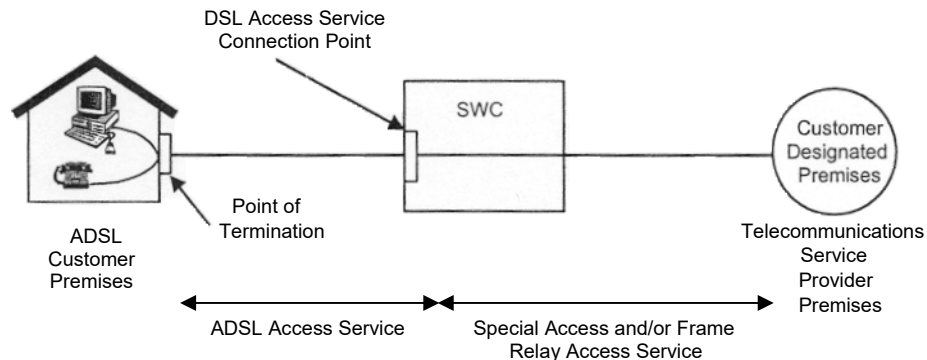 DSL Access Service
Connection Point
SWC
Customer
Designated
Premises
Point of
Termination
ADSL
Customer
Premises
Telecommunications
Service
Provider
Premises
ADSL Access Service
Special Access and/or Frame
Relay Access Service